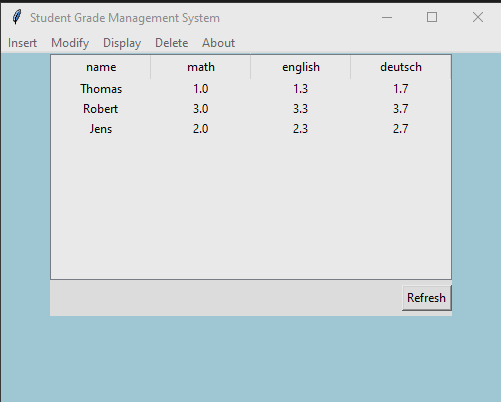 Student Grade Management System
Insert Modify Display Delete About
name math english deutsch
Thomas 1.0 1.3 1.7
Robert 3.0 3.3 3.7
Jens 2.0 2.3 2.7
Refresh